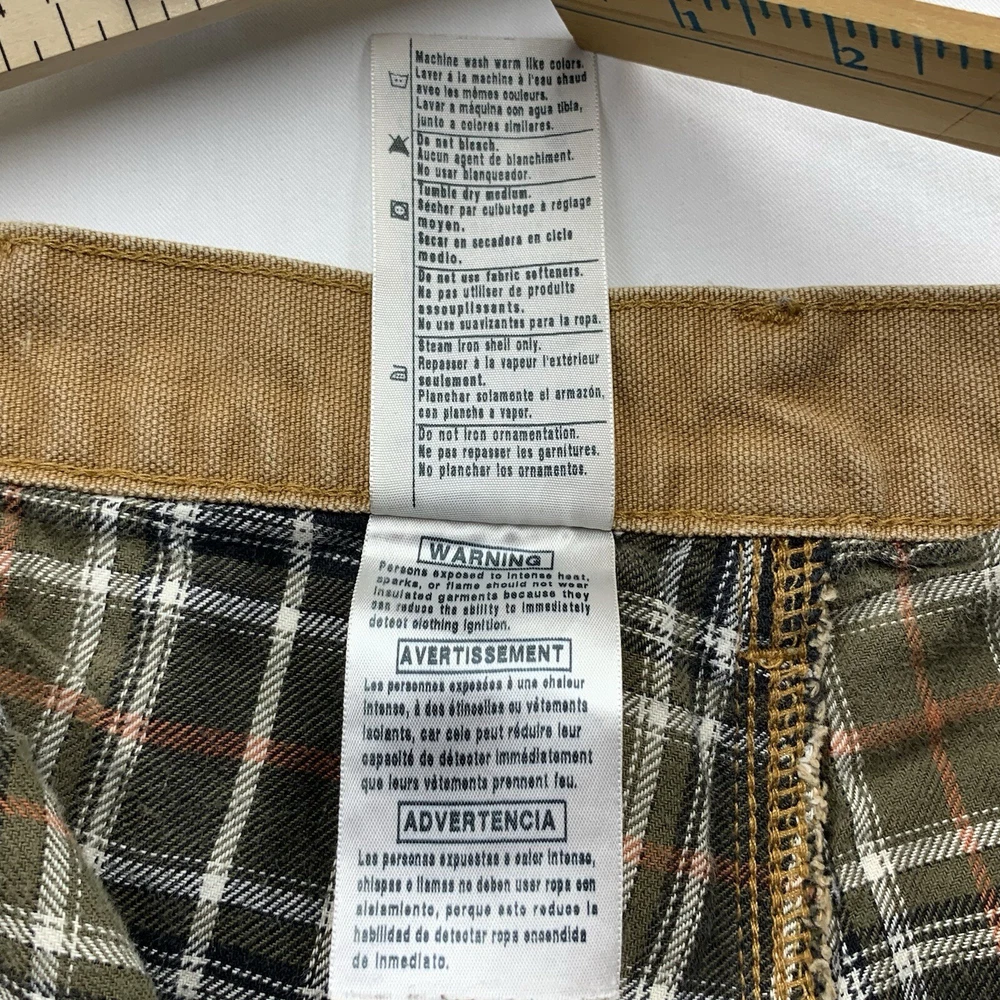 1
2
Machine wash warm like colors.
Laver á la machine à l'eau chaud
avec les mêmes couleurs.
Lavar a máquina con agua tibia,
junto a colores similares.
Do not bleach.
Aucun agent de blanchiment.
No usar blanqueador.
Tumble dry medium.
Sécher par culbutage à réglage
moyen.
Secar en secadora en ciclo
medio.
Do not use fabric softeners.
Ne pas utiliser de produits
assouplissants.
No use suavizantes para la ropa.
Steam Iron shell only.
Repasser à la vapeur l'extérieur
seulement.
Planchar solamente el armazón,
con plancha a vapor.
Do not iron ornamentation.
Ne pas repasser les garnitures.
No planchar los ornamentos.
WARNING
Persons exposed to intense heat,
sparks, or flame should not wear
insulated garments because they
can reduce the ability to immediately
detect clothing ignition.
AVERTISSEMENT
Les personnes exposées à une chaleur
intense, à des étincelles ou vêtements
isolants, car cela peut réduire leur
capacité de détecter immédiatement
que leurs vêtements prennent feu.
ADVERTENCIA
Las personas expuestas a calor intenso,
chispas o llamas no deben usar ropa con
aislamiento, porque esto reduce la
habilidad de detectar ropa encendida
de inmediato.